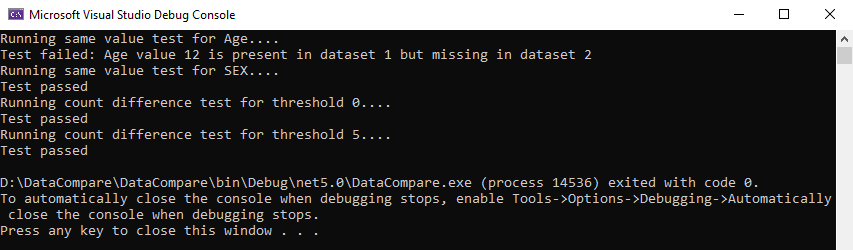 Microsoft Visual Studio Debug Console
Running same value test for Age....
Test failed: Age value 12 is present in dataset 1 but missing in dataset 2
Running same value test for SEX....
Test passed
Running count difference test for threshold 0....
Test passed
Running count difference test for threshold 5....
Test passed
D:\DataCompare\DataCompare\bin\Debug\net5.0\DataCompare.exe (process 14536) exited with code 0.
To automatically close the console when debugging stops, enable Tools->Options->Debugging->Automatically
close the console when debugging stops.
Press any key to close this window . . .